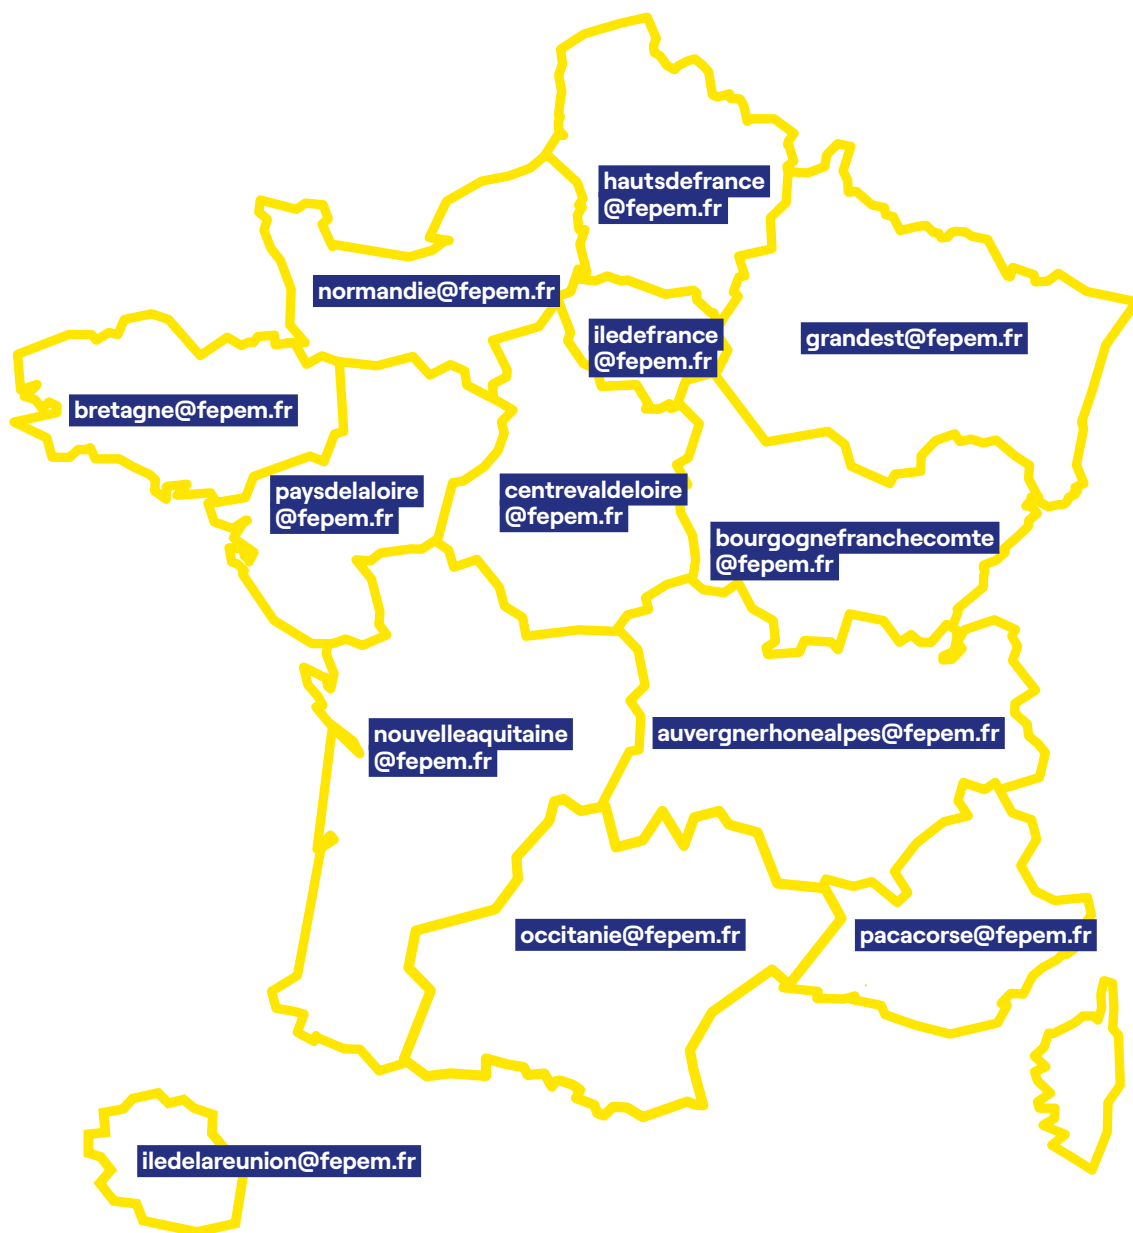 hautsdefrance
@fepem.fr
normandie@fepem.fr
iledefrance
@fepem.fr
grandest@fepem.fr
bretagne@fepem.fr
paysdelaloire
@fepem.fr
centrevaldeloire
@fepem.fr
bourgognefranchecomte
@fepem.fr
nouvelleaquitaine
@fepem.fr
auvergnerhonealpes@fepem.fr
occitanie@fepem.fr
pacacorse@fepem.fr
iledelareunion@fepem.fr